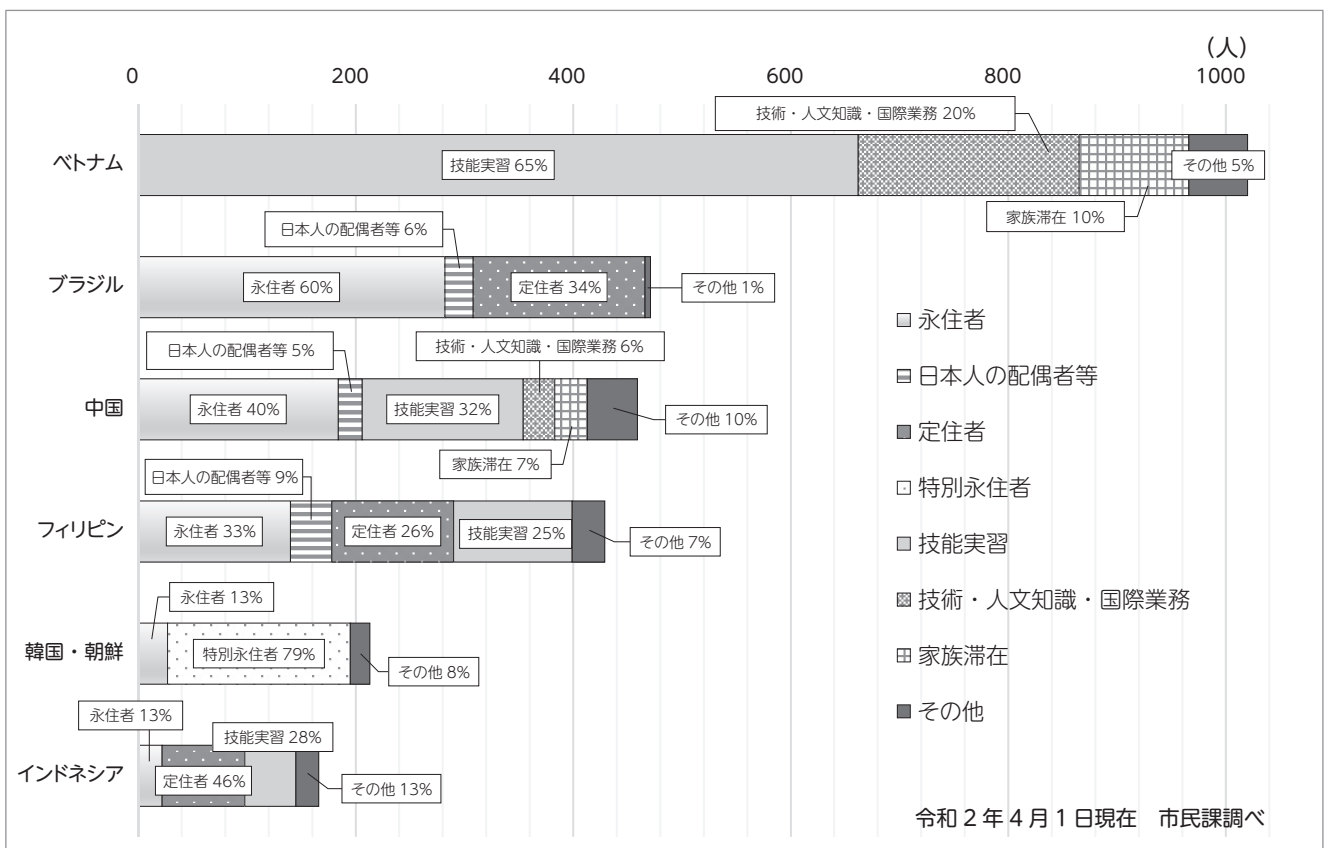 （人）
0 200 400 600 800 1000
技術・人文知識・国際業務 20%
ベトナム
技能実習 65%
その他 5%
家族滞在 10%
日本人の配偶者等 6%
ブラジル
永住者 60%
定住者 34%
その他 1%
日本人の配偶者等 5%
技術・人文知識・国際業務 6%
中国
永住者 40%
技能実習 32%
その他 10%
家族滞在 7%
日本人の配偶者等 9%
フィリピン
永住者 33%
定住者 26%
技能実習 25%
その他 7%
永住者 13%
韓国・朝鮮
特別永住者 79%
その他 8%
永住者 13%
技能実習 28%
インドネシア
定住者 46%
その他 13%
永住者
日本人の配偶者等
定住者
特別永住者
技能実習
技術・人文知識・国際業務
家族滞在
その他
令和 2 年 4 月 1 日現在　市民課調べ